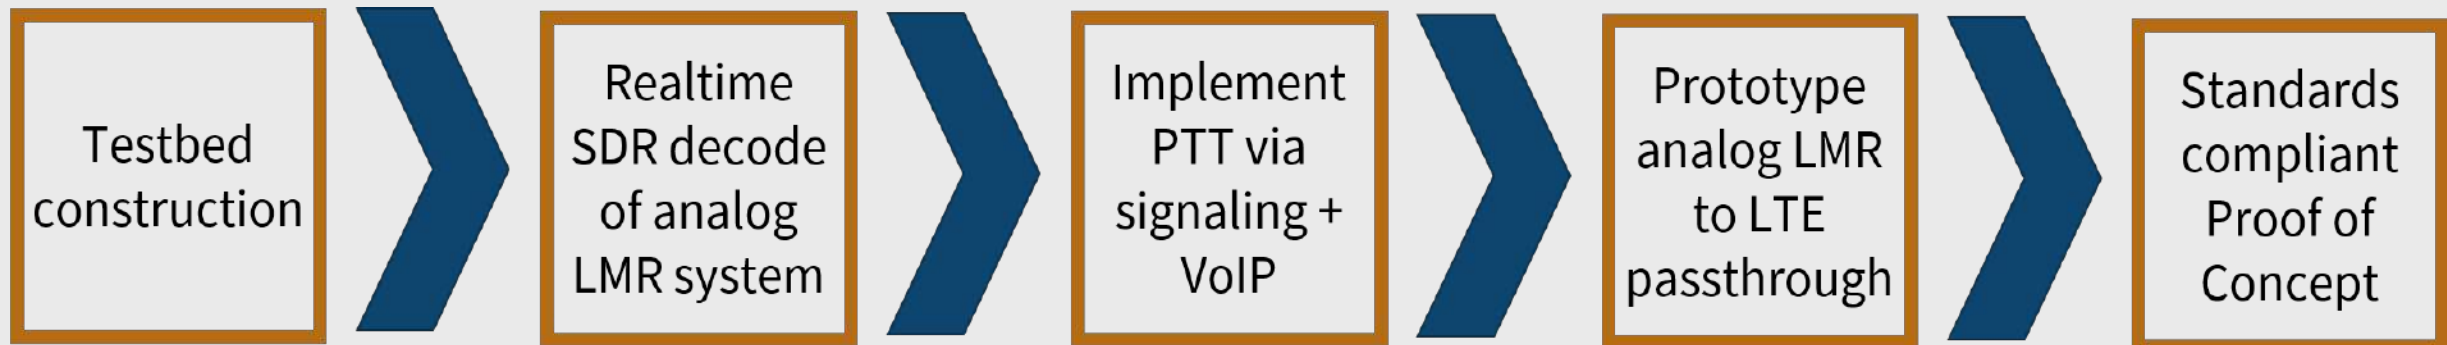 Testbed
construction
Realtime
SDR decode
of analog
LMR system
Implement
PTT via
signaling +
VoIP
Prototype
analog LMR
to LTE
passthrough
Standards
compliant
Proof of
Concept